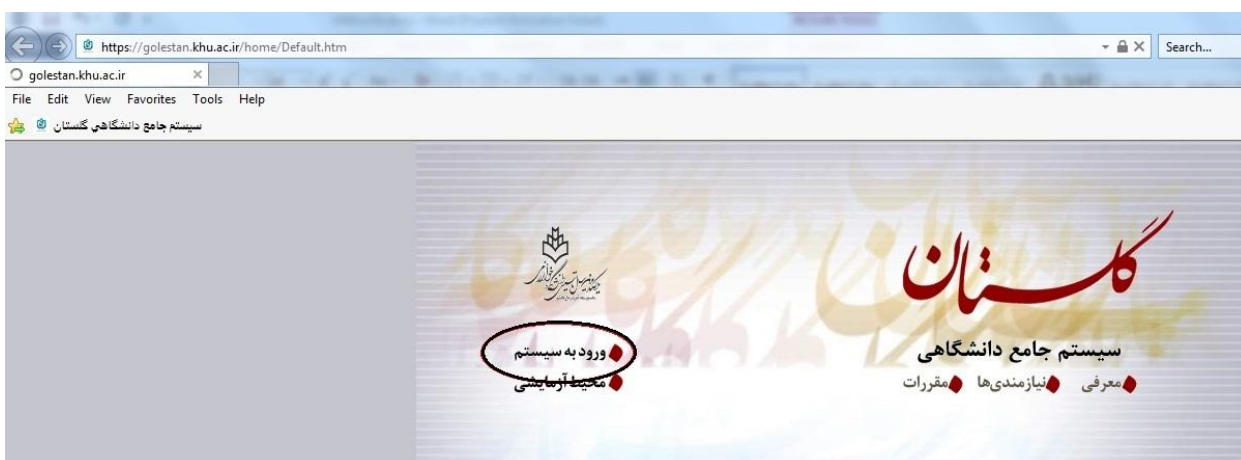 https://golestan.khu.ac.ir/home/Default.htm
Search...
golestan.khu.ac.ir
File Edit View Favorites Tools Help
سیستم جامع دانشگاهی گلستان
گلستان
سیستم جامع دانشگاهی
معرفی نیازمندی‌ها مقررات
ورود به سیستم
محیط آزمایشی